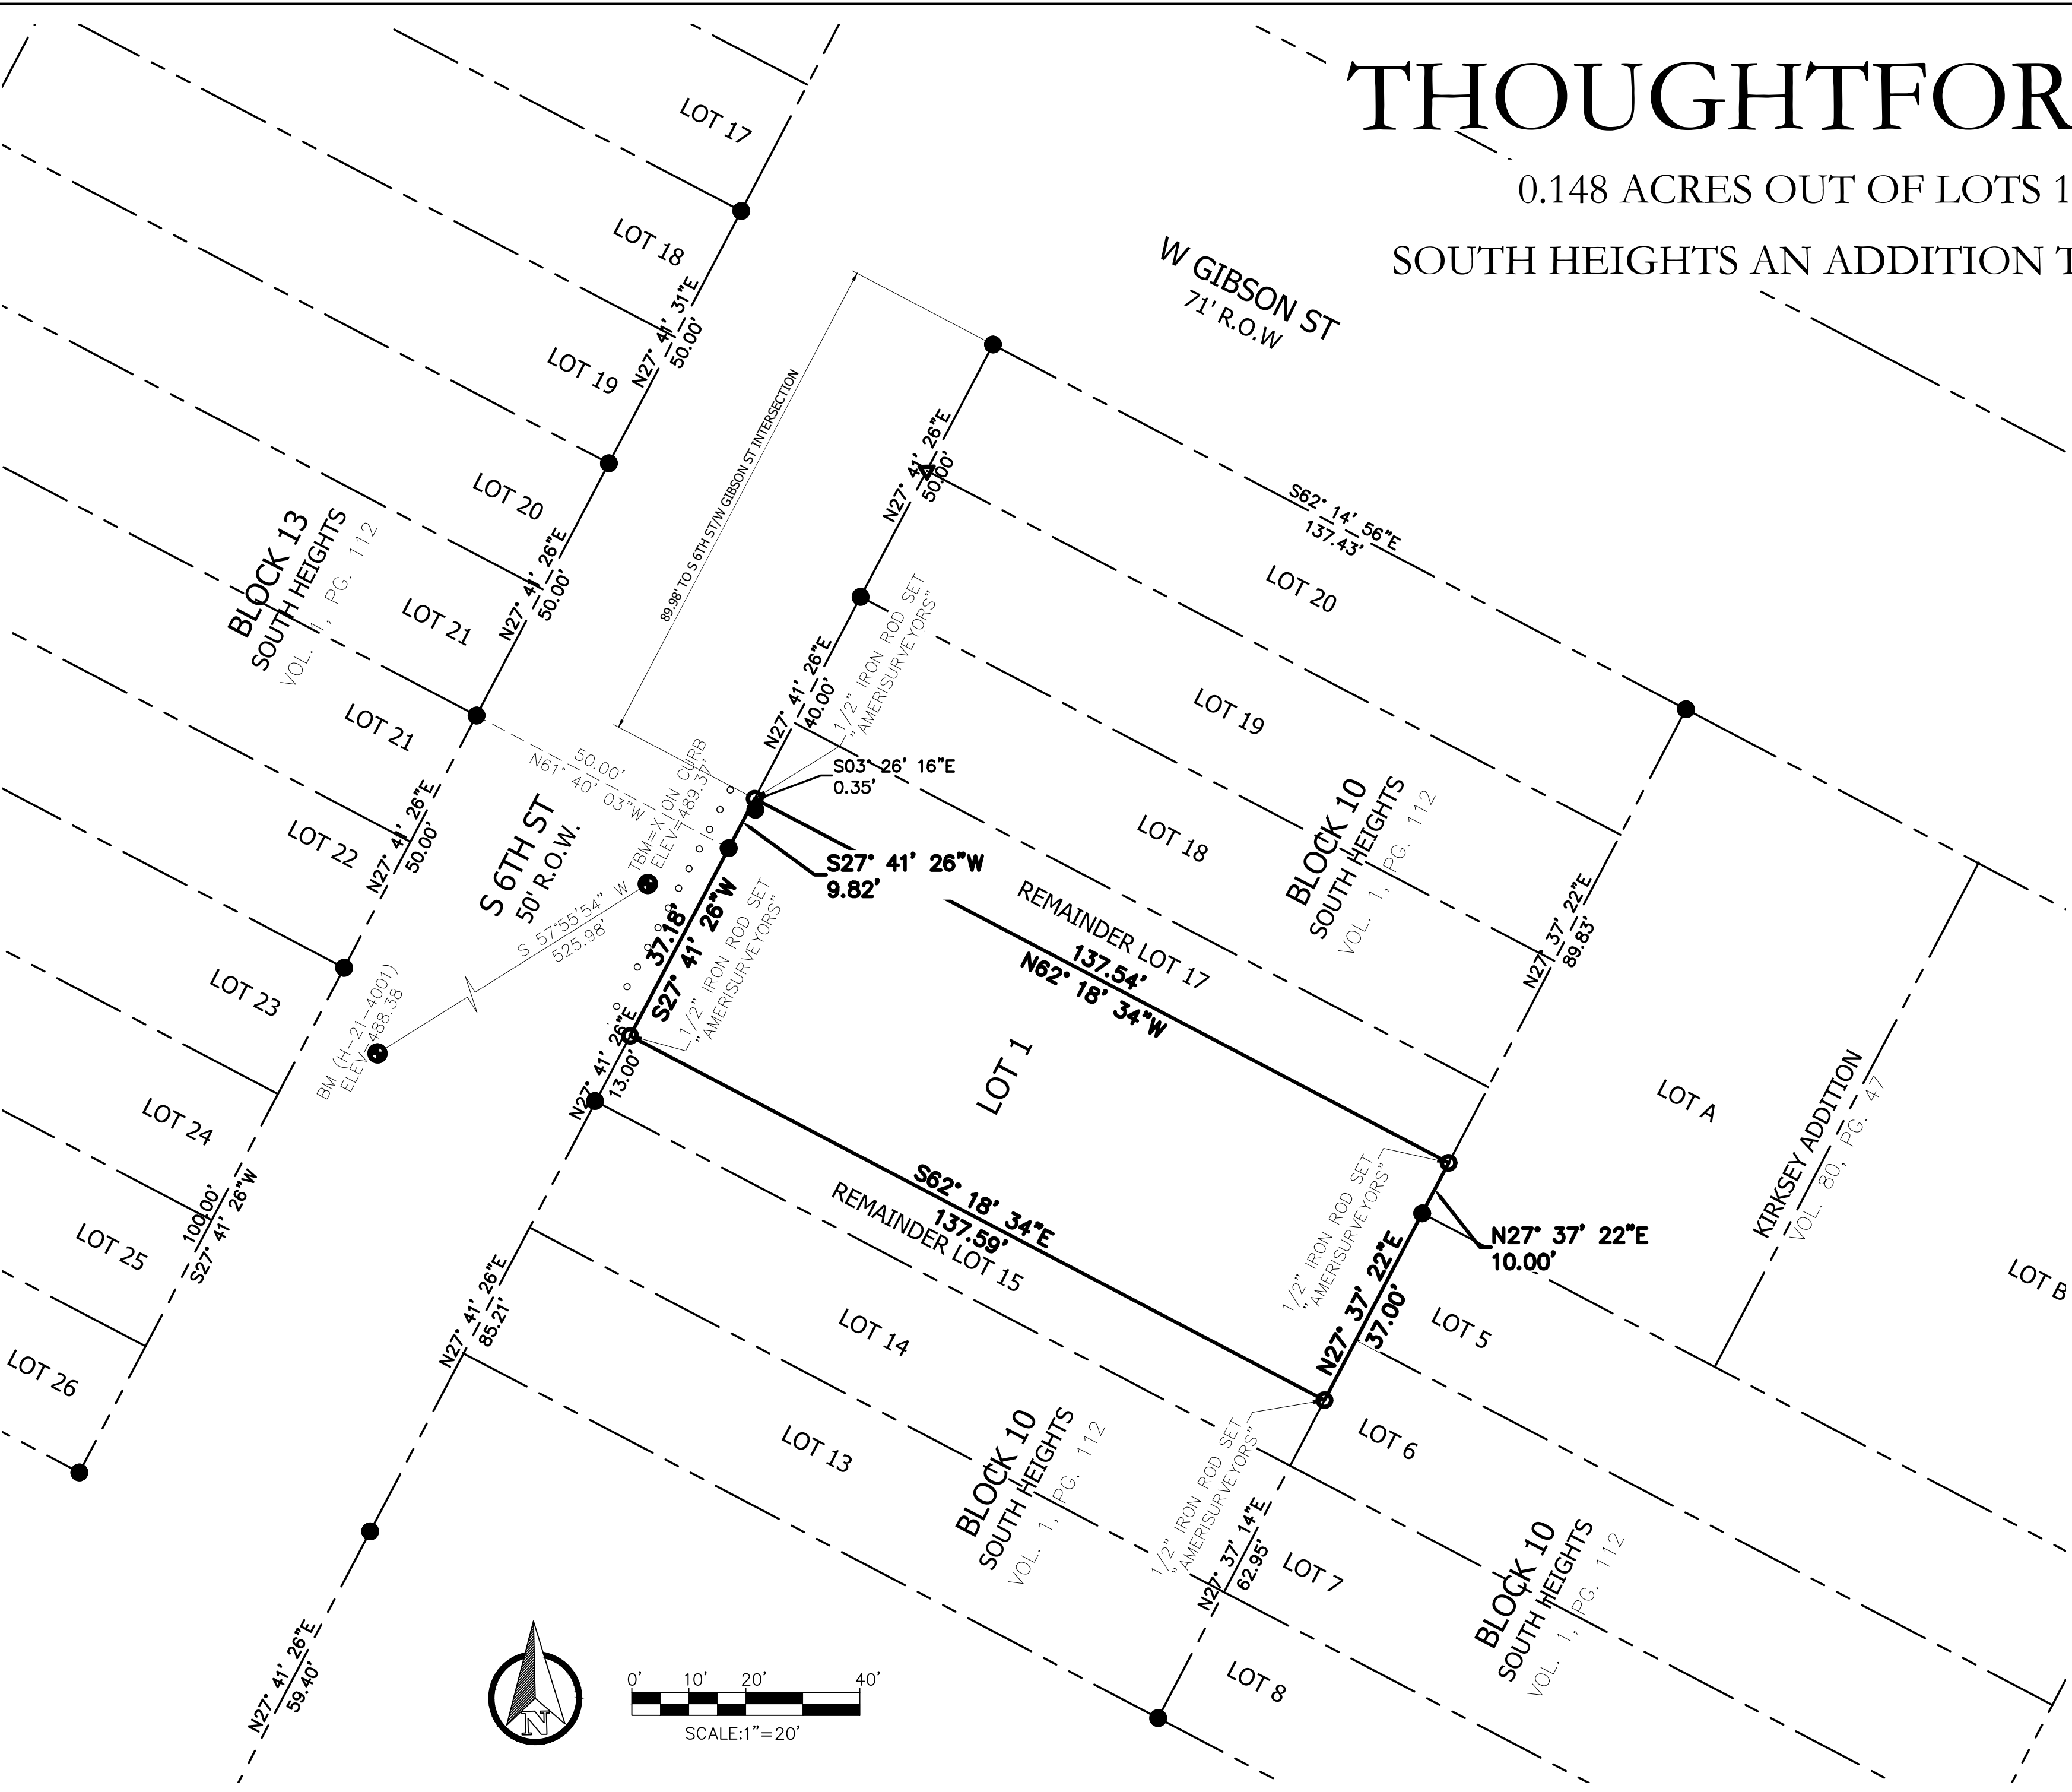 THOUGHTFOR
0.148 ACRES OUT OF LOTS 1
SOUTH HEIGHTS AN ADDITION T
W GIBSON ST
71' R.O.W
LOT 17
LOT 18
N27° 41' 31"E
50.00'
LOT 19
LOT 20
N27° 41' 26"E
50.00'
BLOCK 13
SOUTH HEIGHTS
VOL. 1, PG. 112
LOT 21
LOT 21
LOT 22
N27° 41' 26"E
50.00'
LOT 23
LOT 24
LOT 25
100.00'
S27° 41' 26"W
LOT 26
89.98' TO S 6TH ST/W GIBSON ST INTERSECTION
N27° 41' 26"E
50.00'
S62° 14' 56"E
137.43'
LOT 20
N27° 41' 26"E
40.00'
1/2" IRON ROD SET
"AMERISURVEYORS"
S03° 26' 16"E
0.35'
50.00'
N61° 40' 03"W
TBM=X ON CURB
ELEV=489.37'
S 6TH ST
50' R.O.W.
S 57°55'54" W
525.98'
BM (H-21-4001)
ELEV=488.38
S27° 41' 26"W
9.82'
37.18'
S27° 41' 26"W
1/2" IRON ROD SET
"AMERISURVEYORS"
N27° 41' 26"E
13.00'
LOT 19
LOT 18
BLOCK 10
SOUTH HEIGHTS
VOL. 1, PG. 112
N27° 37' 22"E
89.83'
REMAINDER LOT 17
137.54'
N62° 18' 34"W
LOT 1
S62° 18' 34"E
137.59'
REMAINDER LOT 15
LOT A
KIRKSEY ADDITION
VOL. 80, PG. 47
LOT B
1/2" IRON ROD SET
"AMERISURVEYORS"
N27° 37' 22"E
10.00'
N27° 37' 22"E
37.00'
LOT 5
LOT 6
LOT 14
N27° 41' 26"E
85.21'
LOT 13
BLOCK 10
SOUTH HEIGHTS
VOL. 1, PG. 112
1/2" IRON ROD SET
"AMERISURVEYORS"
N27° 37' 14"E
62.95'
LOT 7
BLOCK 10
SOUTH HEIGHTS
VOL. 1, PG. 112
LOT 8
N27° 41' 26"E
59.40'
N
0' 10' 20' 40'
SCALE:1"=20'